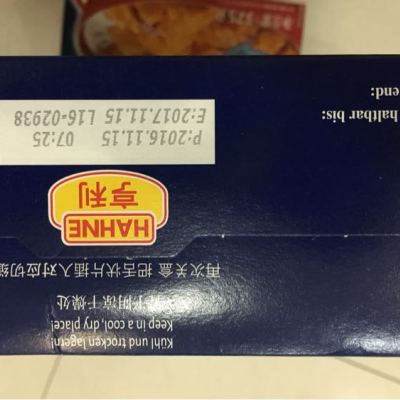 Kühl und trocken lagern!
Keep in a cool, dry place!
于阴凉干燥处
再次关盒 把舌状片插入对应切
HAHNE
亨利
P:2016.11.15 07:25
E:2017.11.15 L16-02938
haltbar bis:
end: